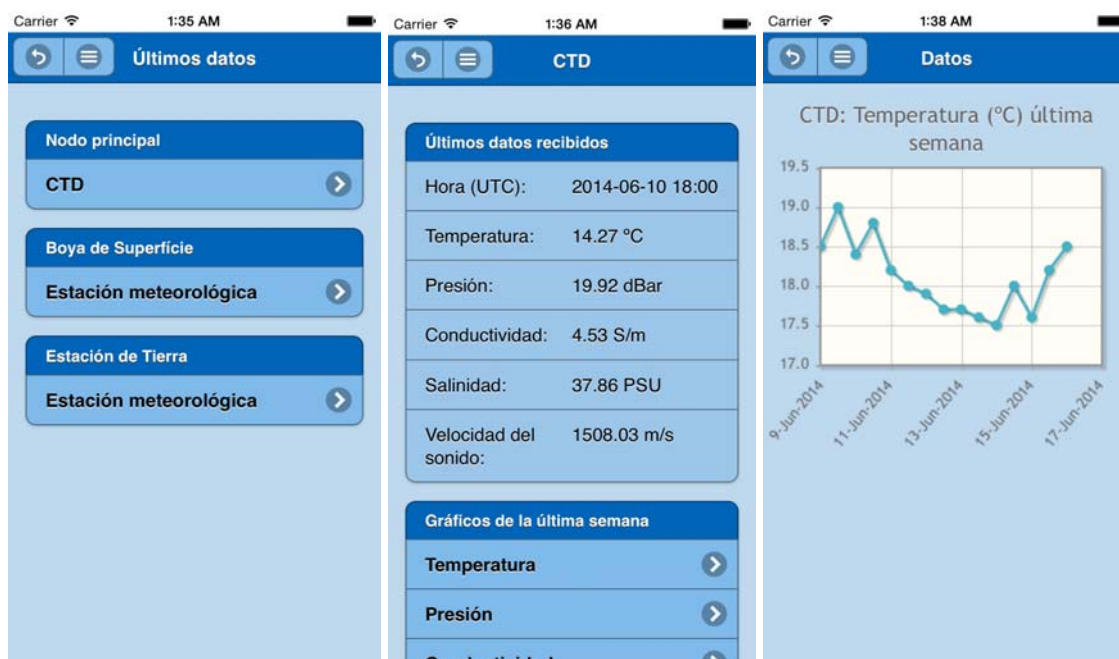 Carrier 1:35 AM
Últimos datos
Nodo principal
CTD
Boya de Superfície
Estación meteorológica
Estación de Tierra
Estación meteorológica
Carrier 1:36 AM
CTD
Últimos datos recibidos
Hora (UTC): 2014-06-10 18:00
Temperatura: 14.27 ºC
Presión: 19.92 dBar
Conductividad: 4.53 S/m
Salinidad: 37.86 PSU
Velocidad del 1508.03 m/s
sonido:
Gráficos de la última semana
Temperatura
Presión
Carrier 1:38 AM
Datos
CTD: Temperatura (ºC) última
semana
19.5
19.0
18.5
18.0
17.5
17.0
9-Jun-2014
11-Jun-2014
13-Jun-2014
15-Jun-2014
17-Jun-2014